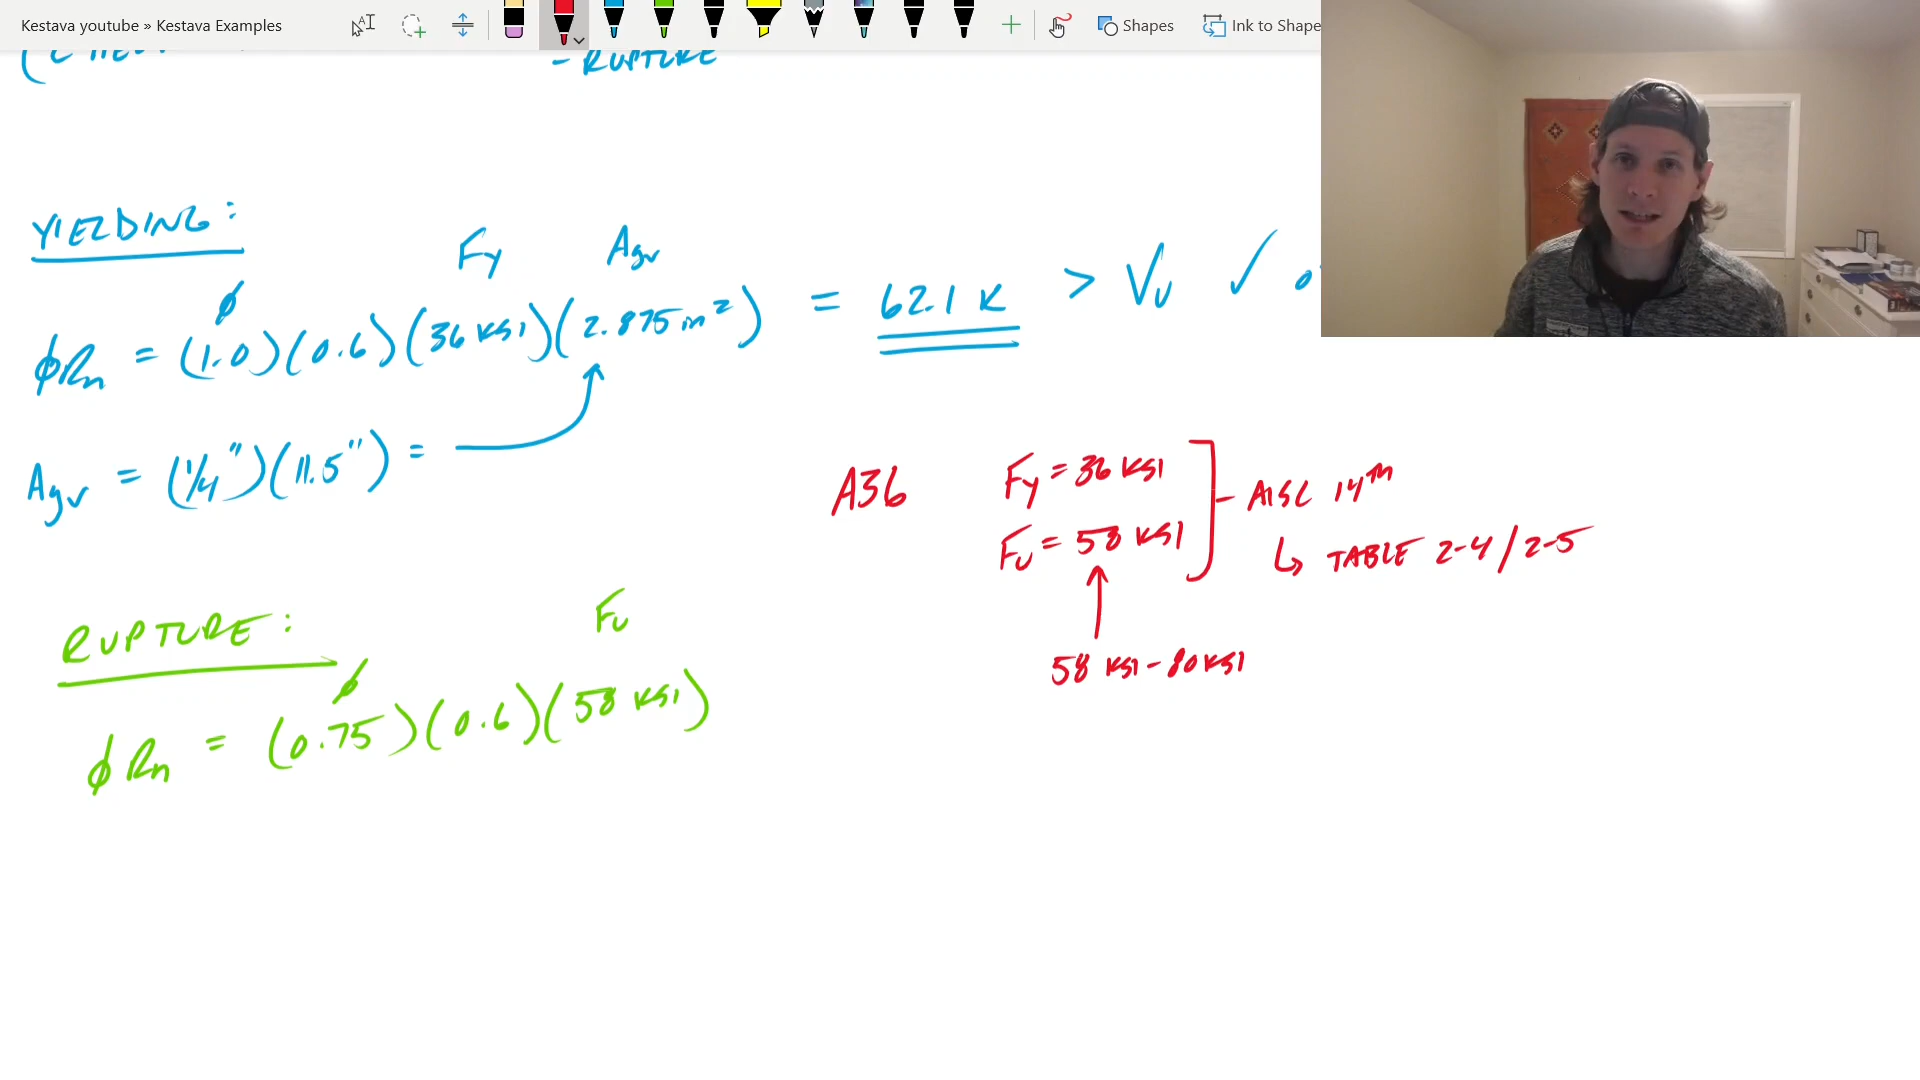 Kestava youtube » Kestava Examples
Shapes
Ink to Shape
- RUPTURE
YIELDING:
Fy Agv
ϕ
ϕRn = (1.0)(0.6)(36 KSI)(2.875 in²) = 62.1 K > Vu ✓
Agv = (1/4")(11.5") =
A36
Fy = 36 KSI
Fu = 58 KSI
- AISC 14TH
↳ TABLE 2-4/2-5
58 KSI - 80 KSI
RUPTURE:
Fu
ϕ
ϕRn = (0.75)(0.6)(58 KSI)